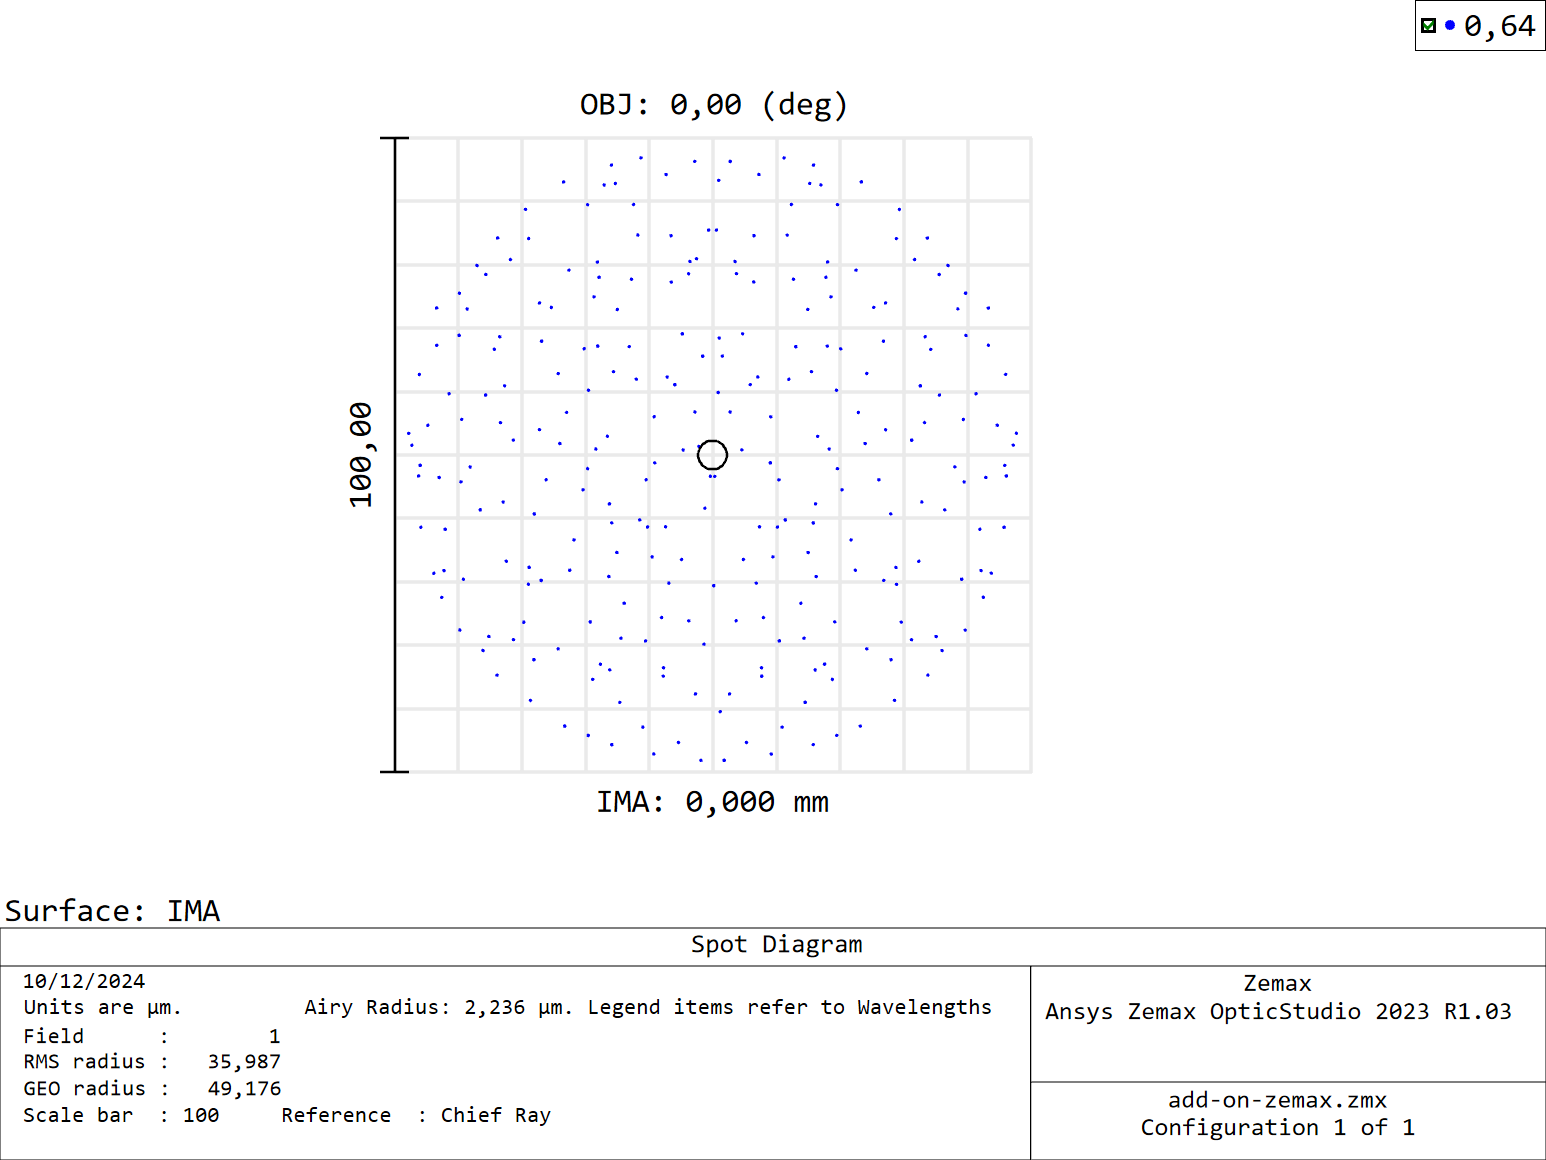 0,64
OBJ: 0,00 (deg)
100,00
IMA: 0,000 mm
Surface: IMA
Spot Diagram
10/12/2024
Units are µm. Airy Radius: 2,236 µm. Legend items refer to Wavelengths
Field : 1
RMS radius : 35,987
GEO radius : 49,176
Scale bar : 100 Reference : Chief Ray
Zemax
Ansys Zemax OpticStudio 2023 R1.03
add-on-zemax.zmx
Configuration 1 of 1